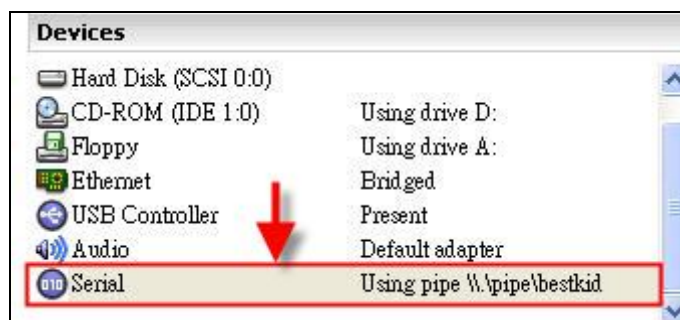 Devices
Hard Disk (SCSI 0:0)
CD-ROM (IDE 1:0) Using drive D:
Floppy Using drive A:
Ethernet Bridged
USB Controller Present
Audio Default adapter
Serial Using pipe \\.\pipe\bestkid